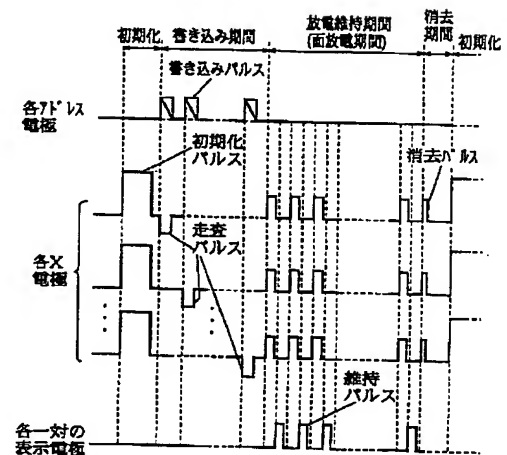 初期化
書き込み期間
放電維持期間
(面放電期間)
消去
期間
初期化
書き込みパルス
各アドレス
電極
初期化
パルス
消去パルス
走査
パルス
各X
電極
維持
パルス
各一対の
表示電極